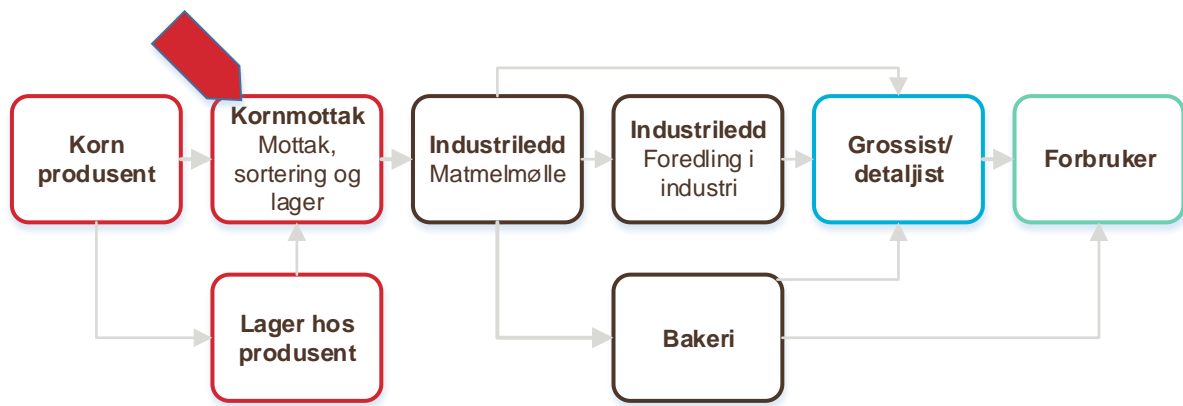 Korn
produsent
Kornmottak
Mottak,
sortering og
lager
Industriledd
Matmelmølle
Industriledd
Foredling i
industri
Grossist/
detaljist
Forbruker
Lager hos
produsent
Bakeri